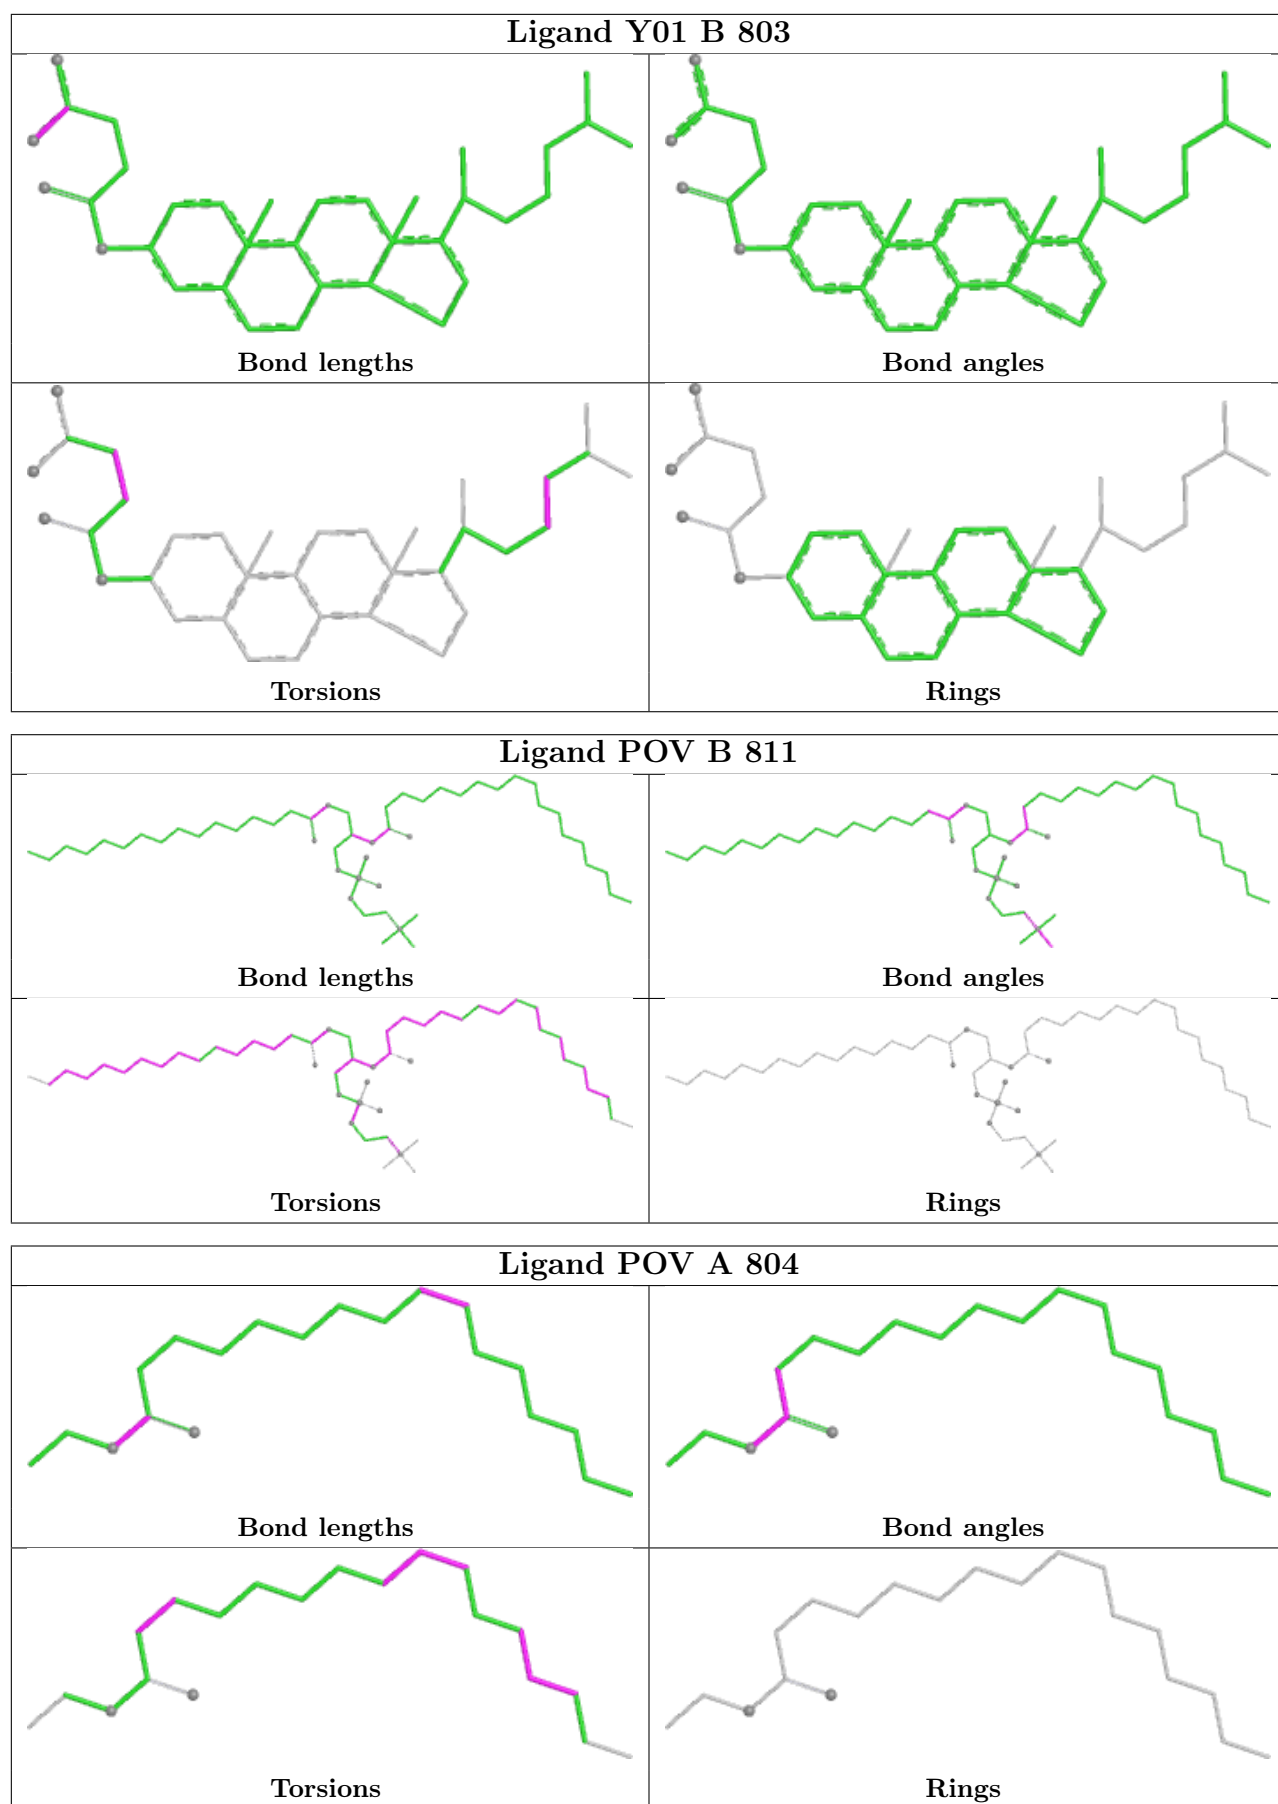 Ligand Y01 B 803
Bond lengths
Bond angles
Torsions
Rings
Ligand POV B 811
Bond lengths
Bond angles
Torsions
Rings
Ligand POV A 804
Bond lengths
Bond angles
Torsions
Rings